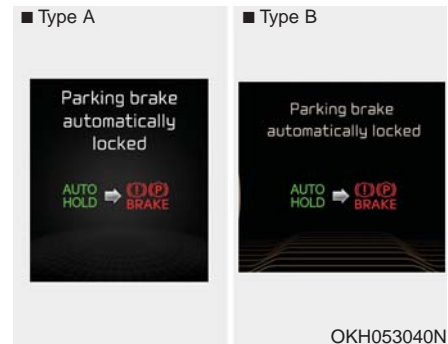 ■ Type A
Parking brake
automatically
locked
AUTO
HOLD
(!)(P)
BRAKE
■ Type B
Parking brake
automatically locked
AUTO
HOLD
(!)(P)
BRAKE
OKH053040N